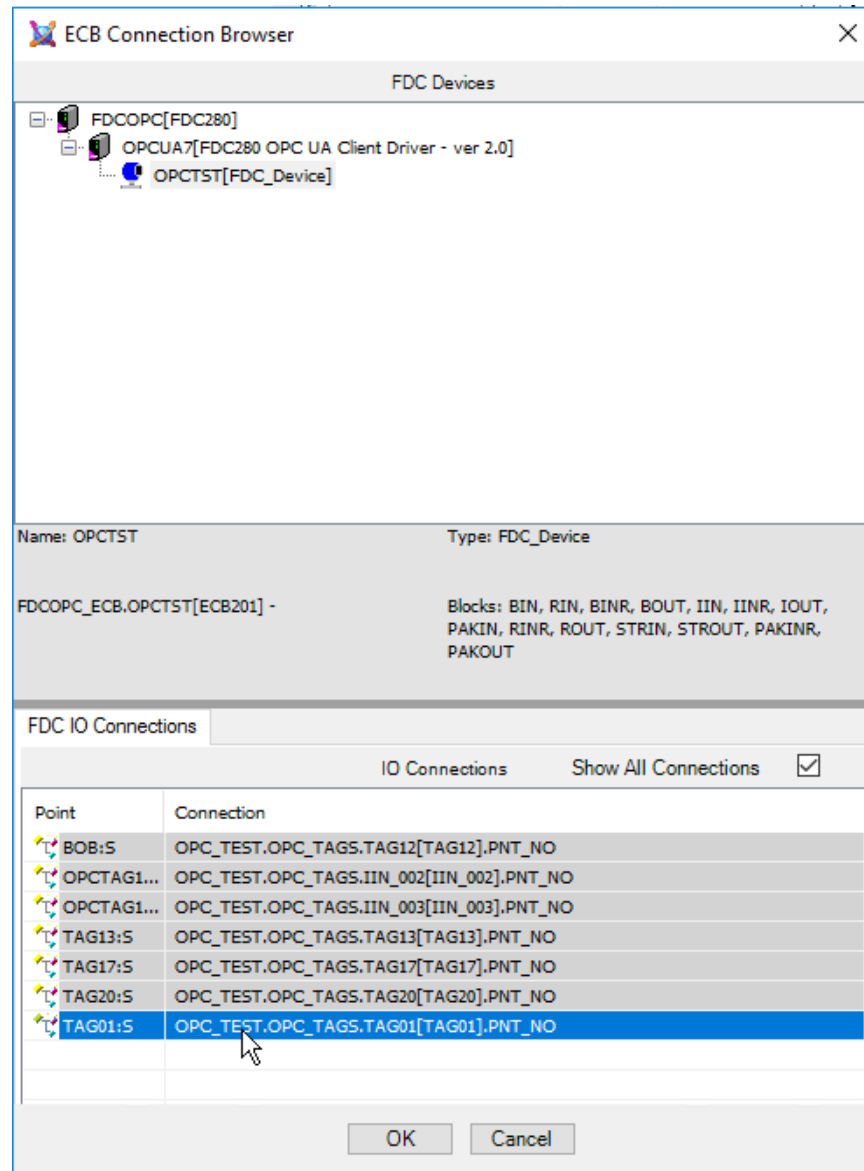 ECB Connection Browser
FDC Devices
FDCOPC[FDC280]
OPCUA7[FDC280 OPC UA Client Driver - ver 2.0]
OPCTST[FDC_Device]
Name: OPCTST
Type: FDC_Device
FDCOPC_ECB.OPCTST[ECB201] -
Blocks: BIN, RIN, BINR, BOUT, IIN, IINR, IOUT,
PAKIN, RINR, ROUT, STRIN, STROUT, PAKINR,
PAKOUT
FDC IO Connections
IO Connections Show All Connections
Point Connection
BOB:S OPC_TEST.OPC_TAGS.TAG12[TAG12].PNT_NO
OPCTAG1... OPC_TEST.OPC_TAGS.IIN_002[IIN_002].PNT_NO
OPCTAG1... OPC_TEST.OPC_TAGS.IIN_003[IIN_003].PNT_NO
TAG13:S OPC_TEST.OPC_TAGS.TAG13[TAG13].PNT_NO
TAG17:S OPC_TEST.OPC_TAGS.TAG17[TAG17].PNT_NO
TAG20:S OPC_TEST.OPC_TAGS.TAG20[TAG20].PNT_NO
TAG01:S OPC_TEST.OPC_TAGS.TAG01[TAG01].PNT_NO
OK Cancel